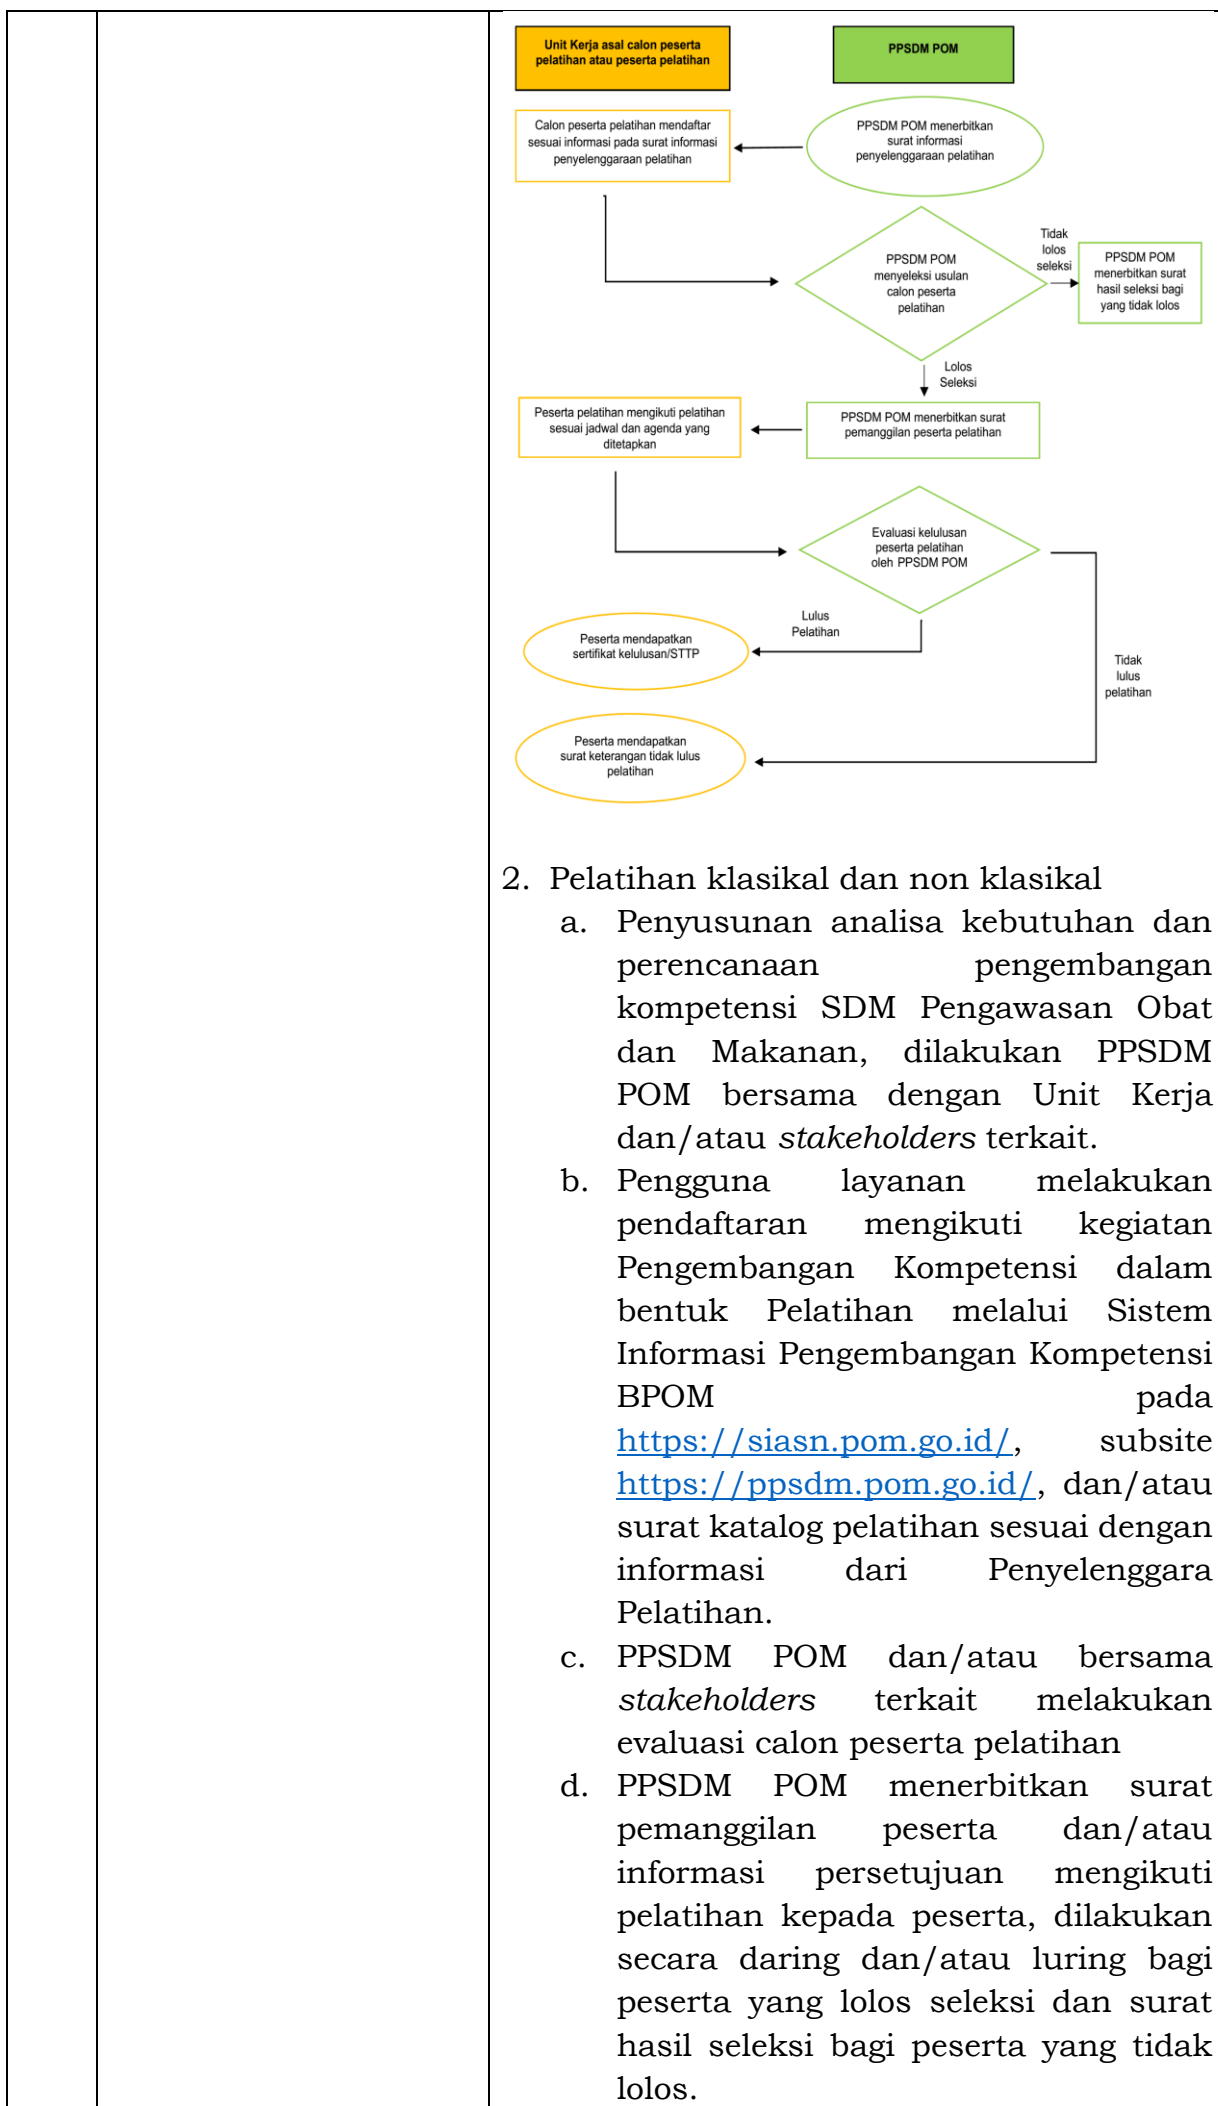 Unit Kerja asal calon peserta
pelatihan atau peserta pelatihan
PPSDM POM
Calon peserta pelatihan mendaftar
sesuai informasi pada surat informasi
penyelenggaraan pelatihan
PPSDM POM menerbitkan
surat informasi
penyelenggaraan pelatihan
PPSDM POM
menyeleksi usulan
calon peserta
pelatihan
Tidak
lolos
seleksi
PPSDM POM
menerbitkan surat
hasil seleksi bagi
yang tidak lolos
Lolos
Seleksi
Peserta pelatihan mengikuti pelatihan
sesuai jadwal dan agenda yang
ditetapkan
PPSDM POM menerbitkan surat
pemanggilan peserta pelatihan
Evaluasi kelulusan
peserta pelatihan
oleh PPSDM POM
Lulus
Pelatihan
Peserta mendapatkan
sertifikat kelulusan/STTP
Tidak
lulus
pelatihan
Peserta mendapatkan
surat keterangan tidak lulus
pelatihan
2. Pelatihan klasikal dan non klasikal
a. Penyusunan analisa kebutuhan dan
perencanaan pengembangan
kompetensi SDM Pengawasan Obat
dan Makanan, dilakukan PPSDM
POM bersama dengan Unit Kerja
dan/atau stakeholders terkait.
b. Pengguna layanan melakukan
pendaftaran mengikuti kegiatan
Pengembangan Kompetensi dalam
bentuk Pelatihan melalui Sistem
Informasi Pengembangan Kompetensi
BPOM pada
https://siasn.pom.go.id/, subsite
https://ppsdm.pom.go.id/, dan/atau
surat katalog pelatihan sesuai dengan
informasi dari Penyelenggara
Pelatihan.
c. PPSDM POM dan/atau bersama
stakeholders terkait melakukan
evaluasi calon peserta pelatihan
d. PPSDM POM menerbitkan surat
pemanggilan peserta dan/atau
informasi persetujuan mengikuti
pelatihan kepada peserta, dilakukan
secara daring dan/atau luring bagi
peserta yang lolos seleksi dan surat
hasil seleksi bagi peserta yang tidak
lolos.